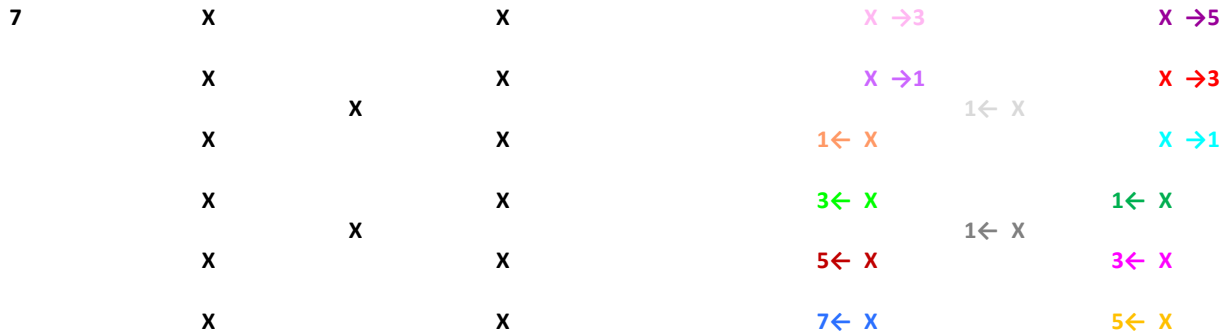 7 X X X →3 X →5
X X X →1 X →3
X 1← X
X X 1← X X →1
X X 3← X 1← X
X 1← X
X X 5← X 3← X
X X 7← X 5← X